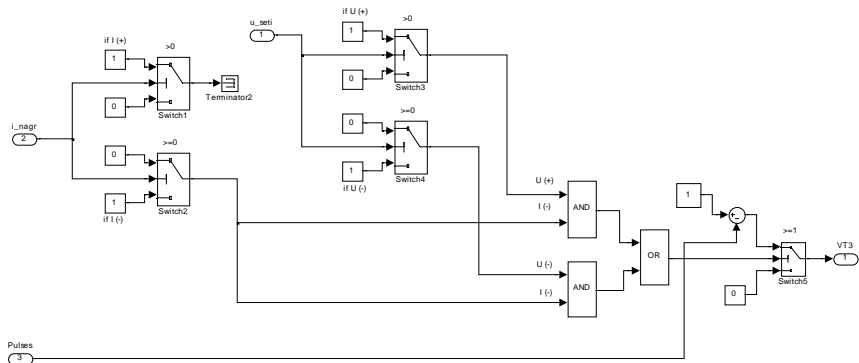 u_seti
1
if U (+)
>0
1
0
Switch3
if I (+)
>0
1
0
Switch1
Terminator2
i_nagr
2
>=0
0
1
Switch2
if I (-)
>=0
0
1
Switch4
if U (-)
U (+)
I (-)
AND
U (-)
I (-)
AND
OR
1
+
-
>=1
0
Switch5
VT3
1
Pulses
3